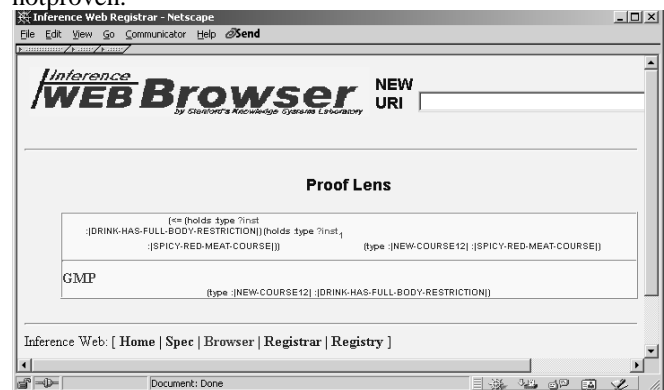 notproven.
Inference Web Registrar - Netscape
File Edit View Go Communicator Help Send
Inference
WEB Browser
by Stanford's Knowledge Systems Laboratory
NEW
URI
Proof Lens
(<= (holds :type ?inst
:|DRINK-HAS-FULL-BODY-RESTRICTION|) (holds :type ?inst
1
:|SPICY-RED-MEAT-COURSE|)) (type :|NEW-COURSE12| :|SPICY-RED-MEAT-COURSE|)
GMP
(type :|NEW-COURSE12| :|DRINK-HAS-FULL-BODY-RESTRICTION|)
Inference Web: [ Home | Spec | Browser | Registrar | Registry ]
Document: Done